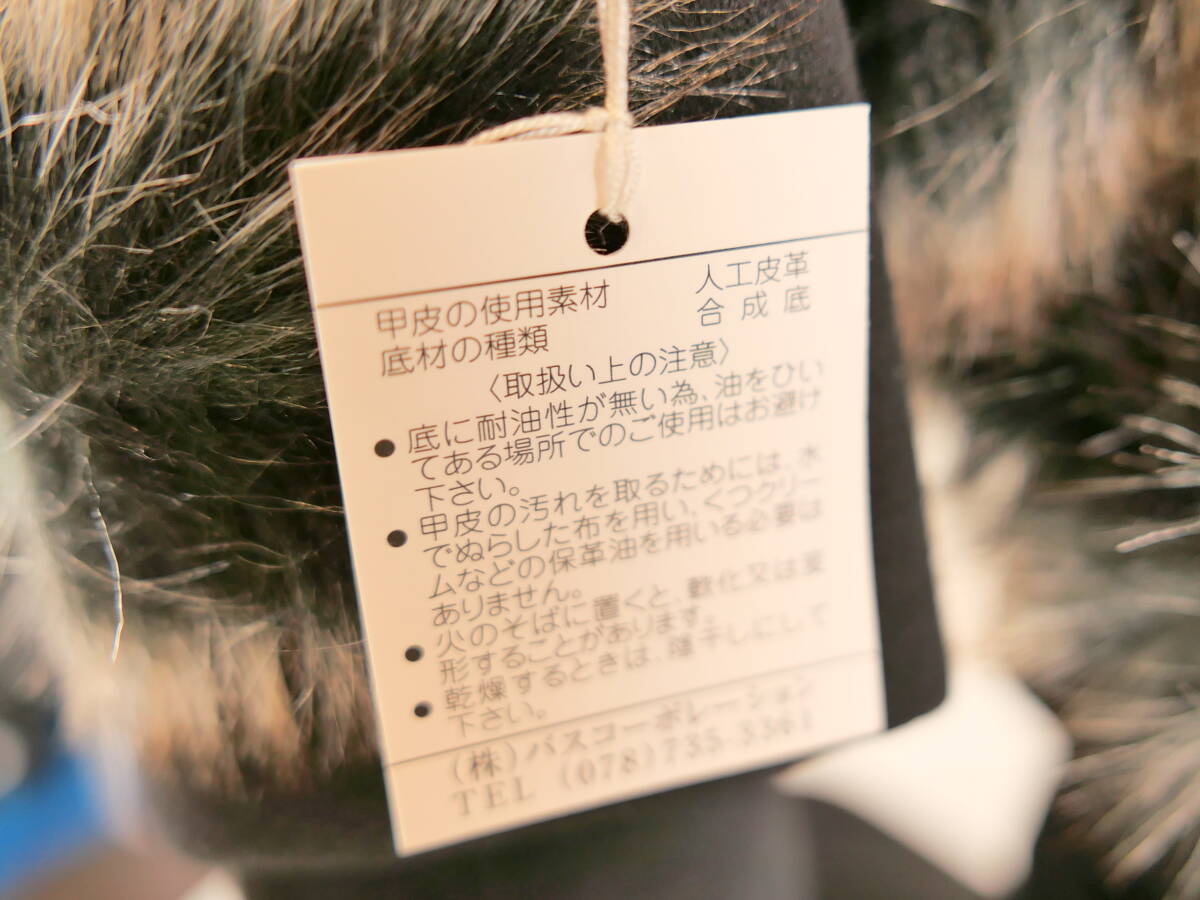 甲皮の使用素材 人工皮革
底材の種類 合成底
〈取扱い上の注意〉
● 底に耐油性が無い為、油をひい
てある場所でのご使用はお避け
下さい。
● 甲皮の汚れを取るためには、水
でぬらした布を用い、くつクリー
ムなどの保革油を用いる必要は
ありません。
● 火のそばに置くと、軟化又は変
形することがあります。
● 乾燥するときは、陰干しにして
下さい。
(株)パスコーポレーション
TEL (078)735-3361